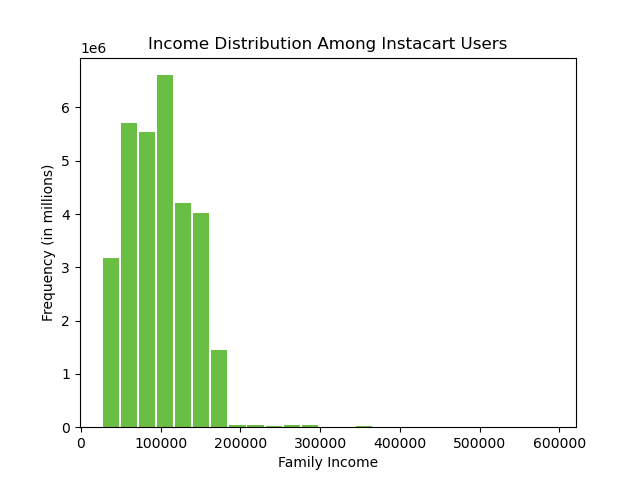 Income Distribution Among Instacart Users
1e6
6
5
4
3
2
1
0
Frequency (in millions)
0 100000 200000 300000 400000 500000 600000
Family Income